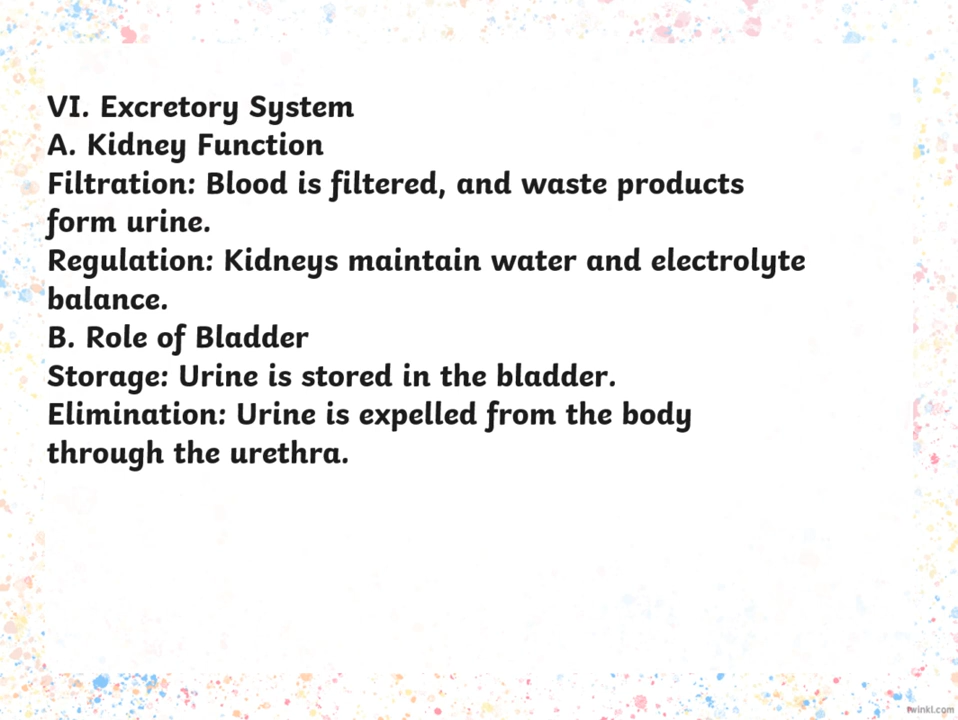 VI. Excretory System
A. Kidney Function
Filtration: Blood is filtered, and waste products
form urine.
Regulation: Kidneys maintain water and electrolyte
balance.
B. Role of Bladder
Storage: Urine is stored in the bladder.
Elimination: Urine is expelled from the body
through the urethra.
twinkl.com